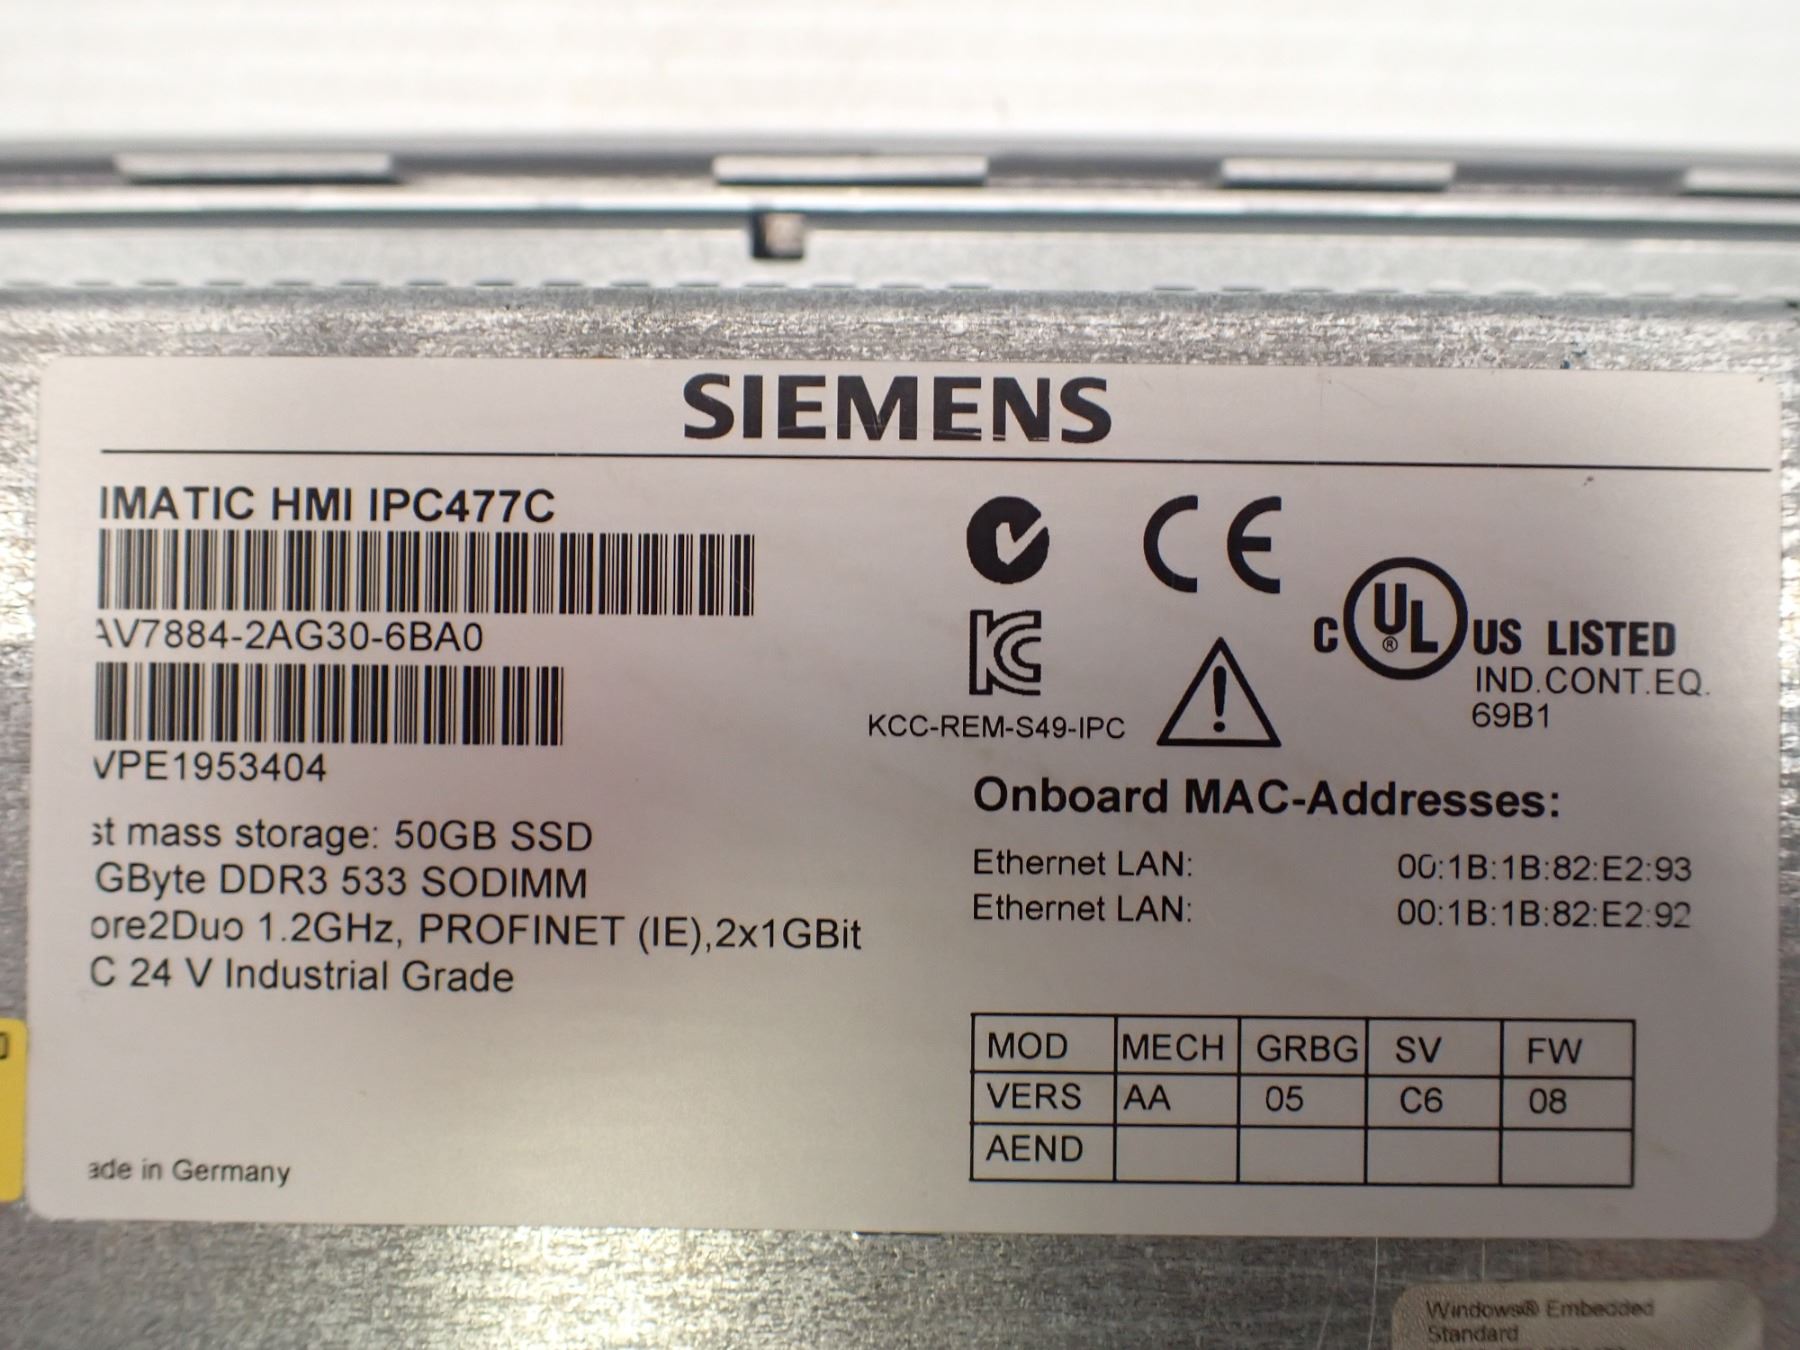 SIEMENS
IMATIC HMI IPC477C
AV7884-2AG30-6BA0
VPE1953404
st mass storage: 50GB SSD
GByte DDR3 533 SODIMM
ore2Duo 1.2GHz, PROFINET (IE),2x1GBit
C 24 V Industrial Grade
ade in Germany
CE
C UL® US LISTED
IND.CONT.EQ.
69B1
KCC-REM-S49-IPC
Onboard MAC-Addresses:
Ethernet LAN: 00:1B:1B:82:E2:93
Ethernet LAN: 00:1B:1B:82:E2:92
MOD MECH GRBG SV FW
VERS AA 05 C6 08
AEND
Windows® Embedded
Standard